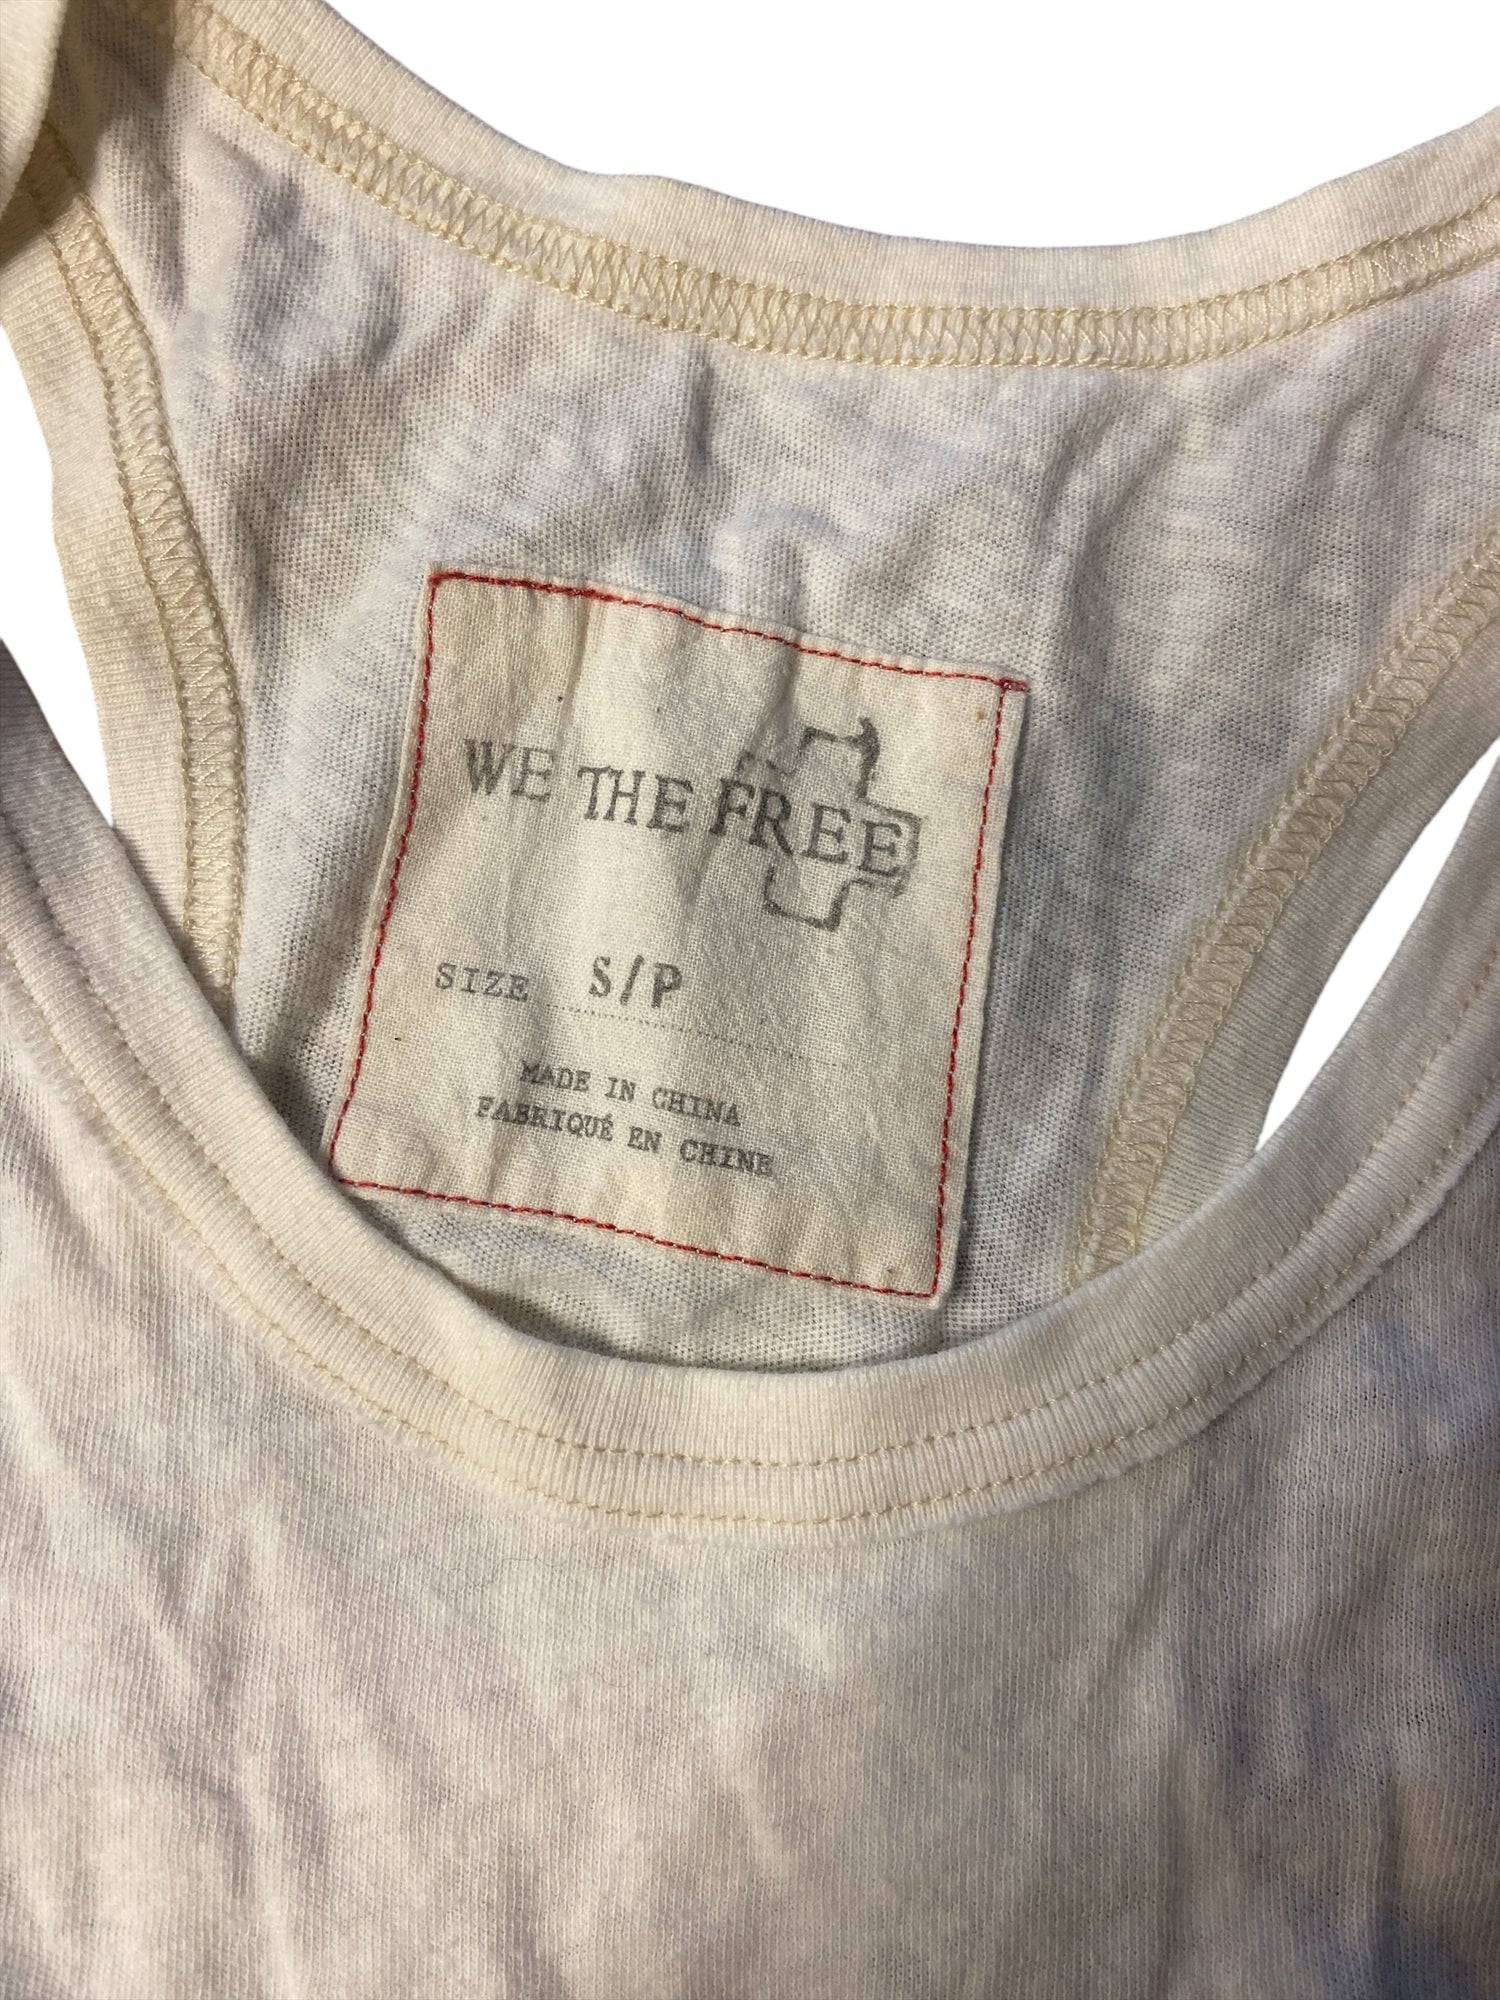 WE THE FREE
SIZE S/P
MADE IN CHINA
FABRIQUÉ EN CHINE